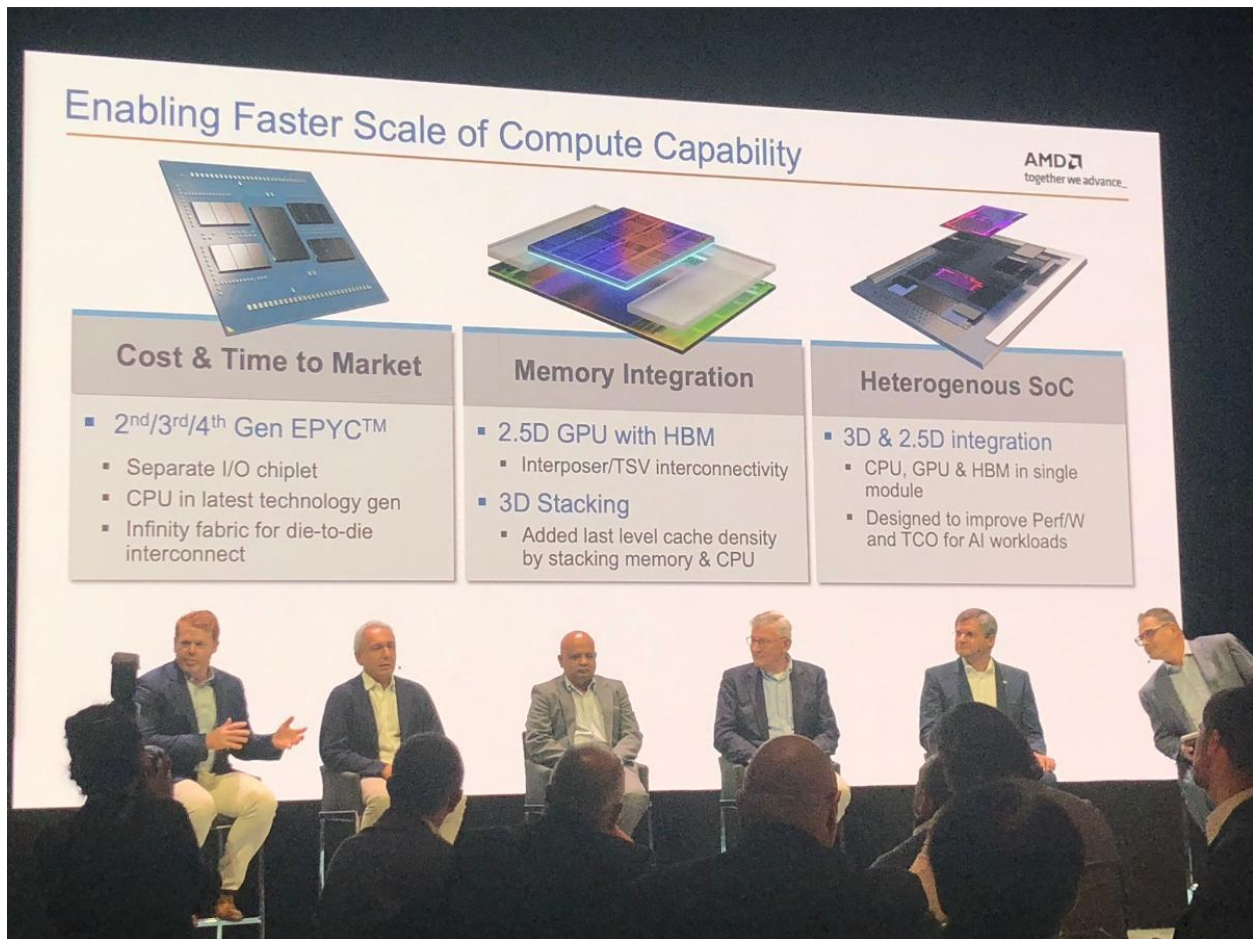 Enabling Faster Scale of Compute Capability
AMD
together we advance_
Cost & Time to Market
▪ 2nd/3rd/4th Gen EPYC™
▪ Separate I/O chiplet
▪ CPU in latest technology gen
▪ Infinity fabric for die-to-die
interconnect
Memory Integration
▪ 2.5D GPU with HBM
▪ Interposer/TSV interconnectivity
▪ 3D Stacking
▪ Added last level cache density
by stacking memory & CPU
Heterogenous SoC
▪ 3D & 2.5D integration
▪ CPU, GPU & HBM in single
module
▪ Designed to improve Perf/W
and TCO for AI workloads